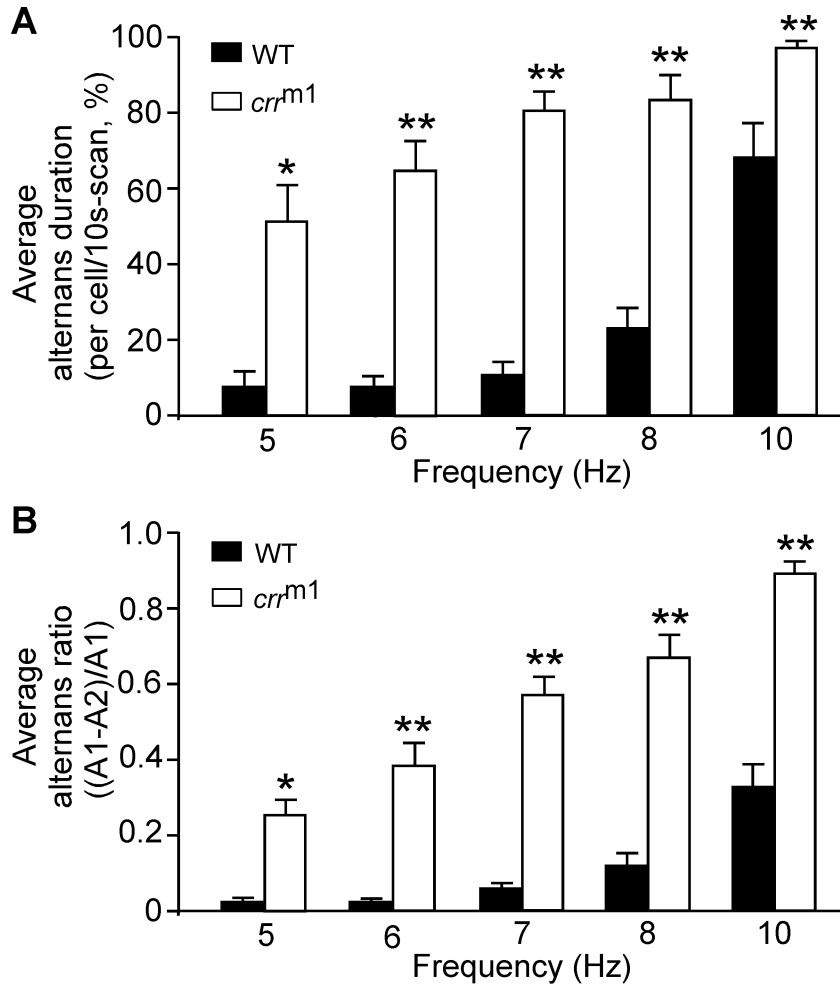 A
Average
alternans duration
(per cell/10s-scan, %)
100
80
60
40
20
0
WT
crrm1
*
**
**
**
**
5 6 7 8 10
Frequency (Hz)
B
Average
alternans ratio
((A1-A2)/A1)
1.0
0.8
0.6
0.4
0.2
0
WT
crrm1
*
**
**
**
**
5 6 7 8 10
Frequency (Hz)